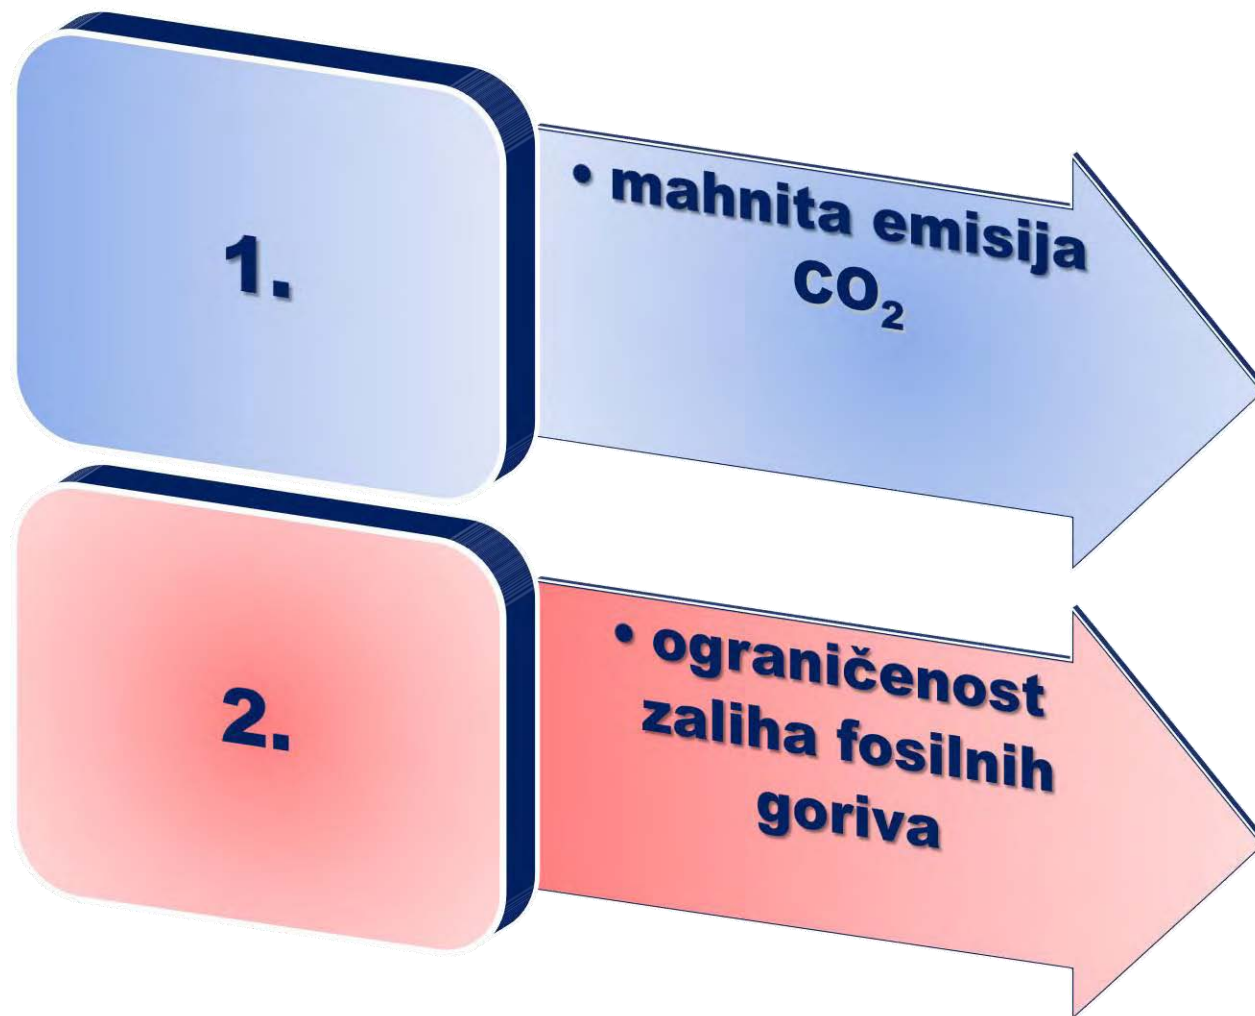 1.
• mahnita emisija
CO₂
2.
• ograničenost
zaliha fosilnih
goriva